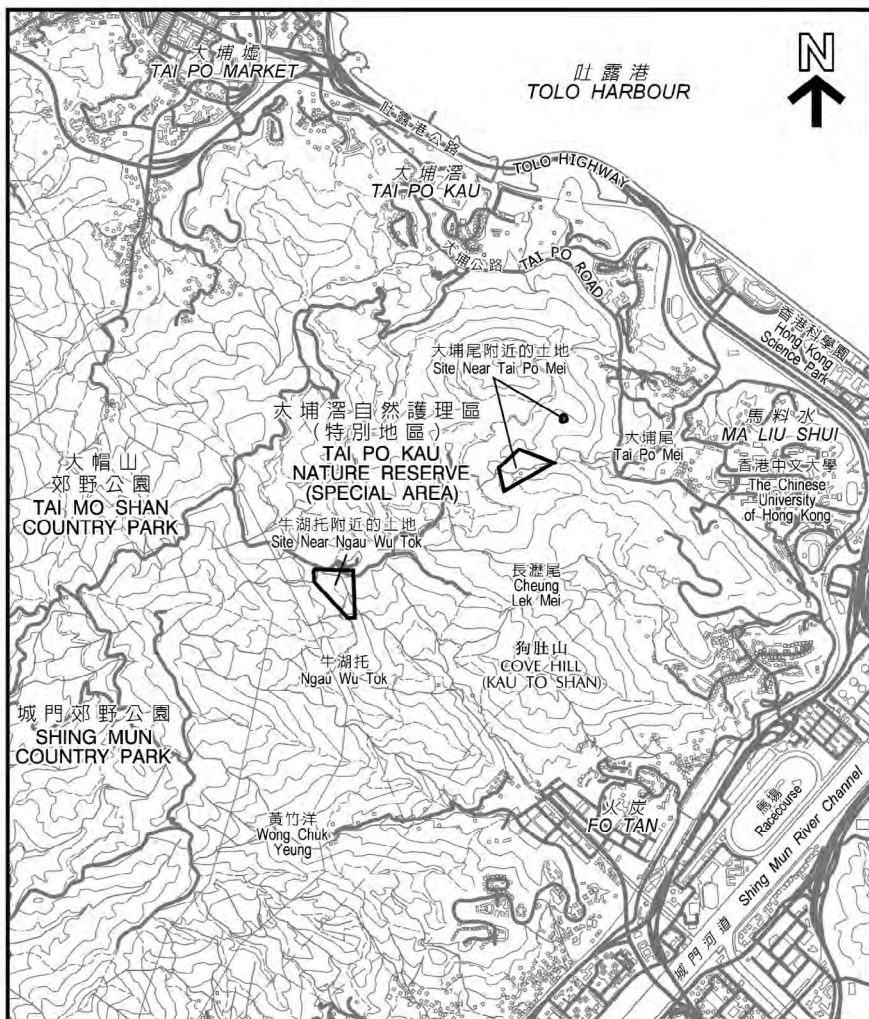 大埔墟
TAI PO MARKET
吐露港
TOLO HARBOUR
N
吐露港公路
TOLO HIGHWAY
大埔滘
TAI PO KAU
大埔公路
TAI PO ROAD
香港科學園
Hong Kong
Science Park
大埔尾附近的土地
Site Near Tai Po Mei
大埔滘自然護理區
(特別地區)
TAI PO KAU
NATURE RESERVE
(SPECIAL AREA)
大埔尾
Tai Po Mei
馬料水
MA LIU SHUI
香港中文大學
The Chinese
University
of Hong Kong
大帽山
郊野公園
TAI MO SHAN
COUNTRY PARK
牛湖托附近的土地
Site Near Ngau Wu Tok
長瀝尾
Cheung
Lek Mei
牛湖托
Ngau Wu Tok
狗肚山
COVE HILL
(KAU TO SHAN)
城門郊野公園
SHING MUN
COUNTRY PARK
黃竹洋
Wong Chuk
Yeung
火炭
FO TAN
馬場
Racecourse
城門河道 Shing Mun River Channel